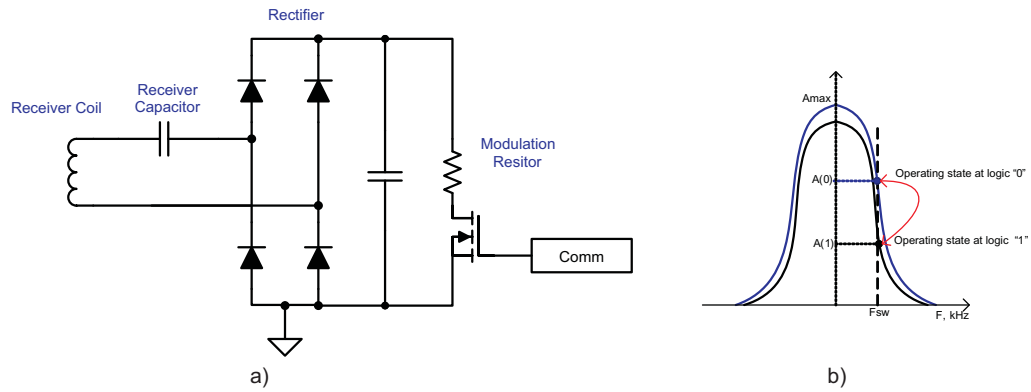 Rectifier
Receiver
Capacitor
Receiver Coil
Modulation
Resitor
Comm
a)
Amax
A(0)
Operating state at logic “0”
A(1)
Operating state at logic “1”
Fsw
F, kHz
b)